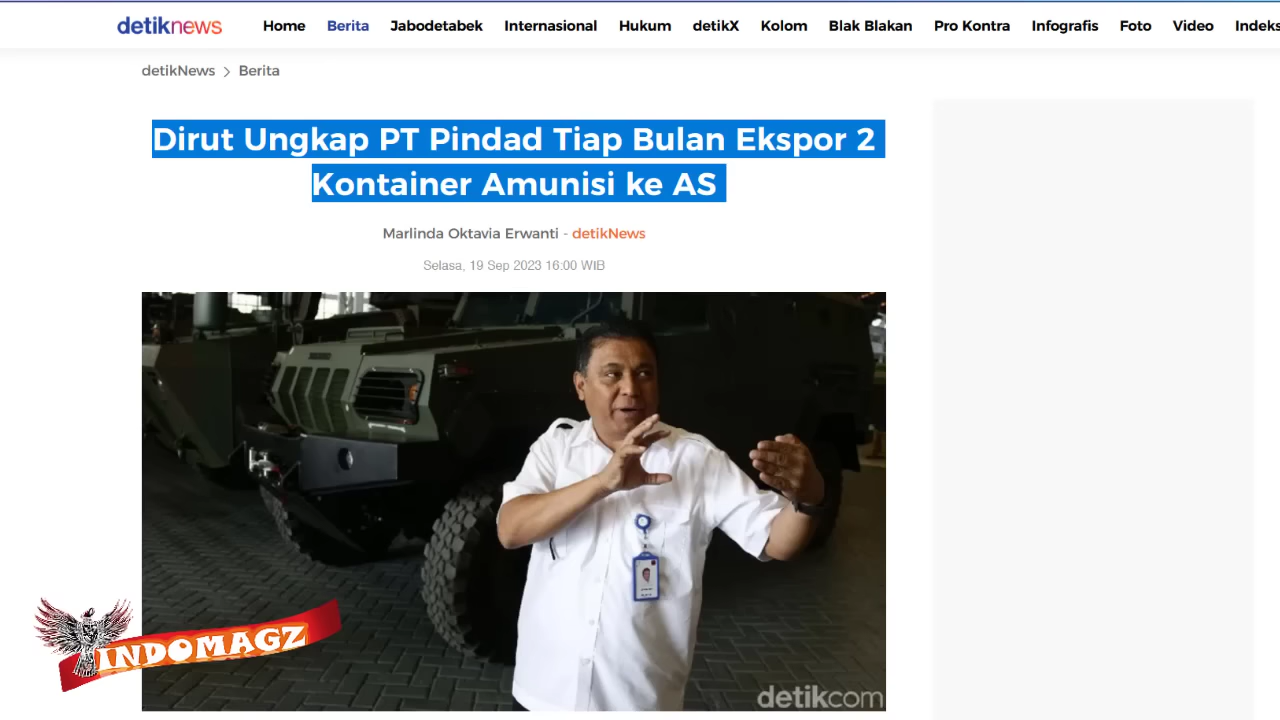 detiknews
Home Berita Jabodetabek Internasional Hukum detikX Kolom Blak Blakan Pro Kontra Infografis Foto Video Indeks
detikNews > Berita
Dirut Ungkap PT Pindad Tiap Bulan Ekspor 2
Kontainer Amunisi ke AS
Marlinda Oktavia Erwanti - detikNews
Selasa, 19 Sep 2023 16:00 WIB
INDOMAGZ
detikcom